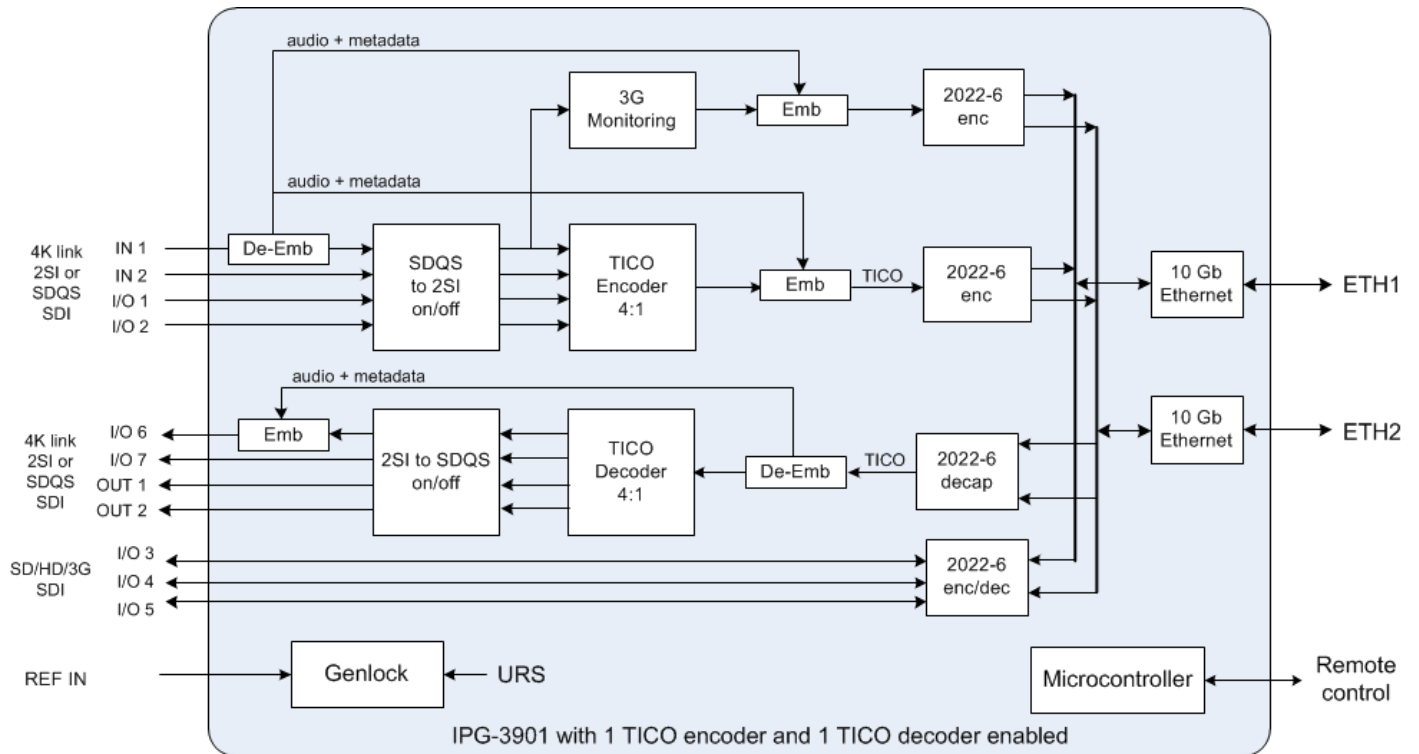 audio + metadata
3G
Monitoring
Emb
2022-6
enc
audio + metadata
4K link
2SI or
SDQS
SDI
IN 1
IN 2
I/O 1
I/O 2
De-Emb
SDQS
to 2SI
on/off
TICO
Encoder
4:1
Emb
TICO
2022-6
enc
10 Gb
Ethernet
ETH1
audio + metadata
4K link
2SI or
SDQS
SDI
I/O 6
I/O 7
OUT 1
OUT 2
Emb
2SI to SDQS
on/off
TICO
Decoder
4:1
De-Emb
TICO
2022-6
decap
10 Gb
Ethernet
ETH2
SD/HD/3G
SDI
I/O 3
I/O 4
I/O 5
2022-6
enc/dec
REF IN
Genlock
URS
Microcontroller
Remote
control
IPG-3901 with 1 TICO encoder and 1 TICO decoder enabled